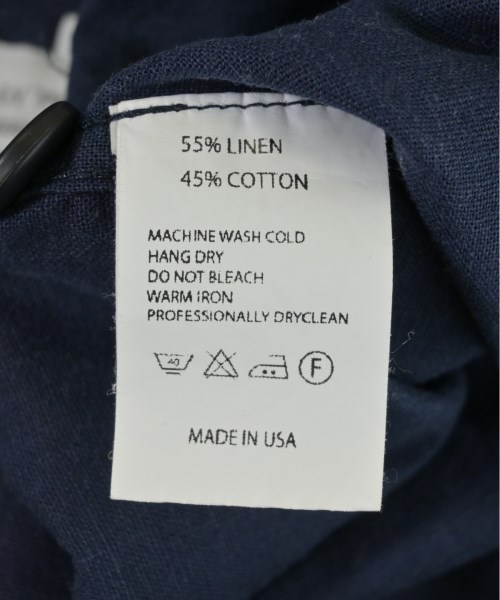 55% LINEN
45% COTTON
MACHINE WASH COLD
HANG DRY
DO NOT BLEACH
WARM IRON
PROFESSIONALLY DRYCLEAN
40
F
MADE IN USA